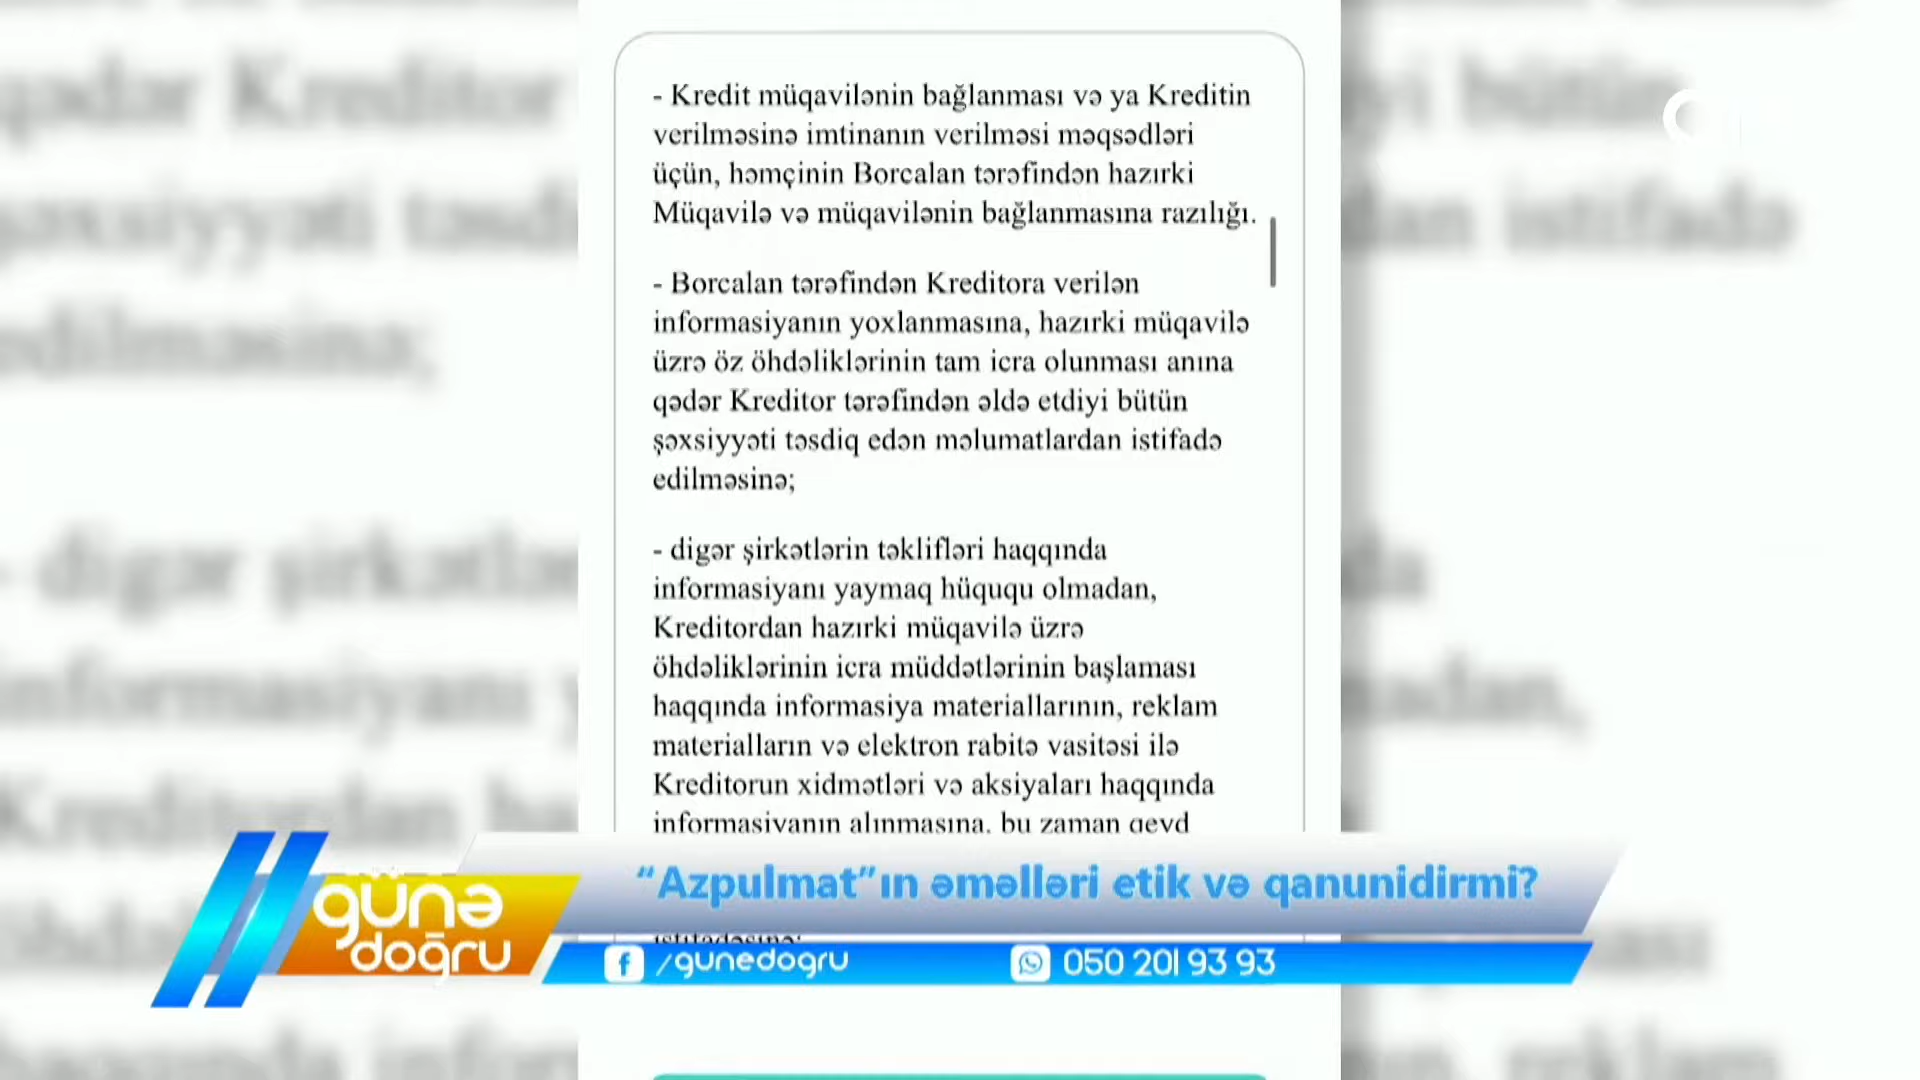 - Kredit müqavilənin bağlanması və ya Kreditin
verilməsinə imtinanın verilməsi məqsədləri
üçün, həmçinin Borcalan tərəfindən hazırki
Müqavilə və müqavilənin bağlanmasına razılığı.
- Borcalan tərəfindən Kreditora verilən
informasiyanın yoxlanmasına, hazırki müqavilə
üzrə öz öhdəliklərinin tam icra olunması anına
qədər Kreditor tərəfindən əldə etdiyi bütün
şəxsiyyəti təsdiq edən məlumatlardan istifadə
edilməsinə;
- digər şirkətlərin təklifləri haqqında
informasiyanı yaymaq hüququ olmadan,
Kreditordan hazırki müqavilə üzrə
öhdəliklərinin icra müddətlərinin başlaması
haqqında informasiya materiallarının, reklam
materialların və elektron rabitə vasitəsi ilə
Kreditorun xidmətləri və aksiyaları haqqında
informasiyanın alınmasına, bu zaman qeyd
"Azpulmat"ın əməlləri etik və qanunidirmi?
günə
doğru
/gunedogru
050 201 93 93